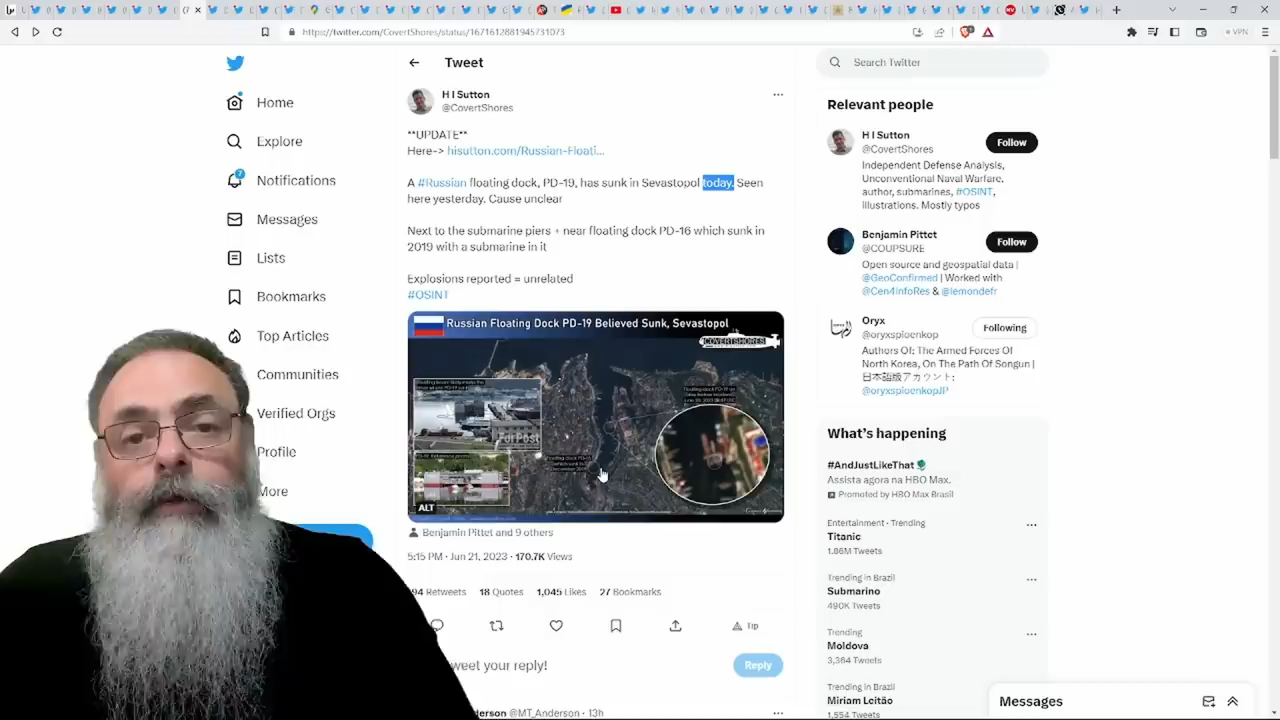 https://twitter.com/CovertShores/status/1671612881945731073
VPN
Home
Explore
Notifications
Messages
Lists
Bookmarks
Top Articles
Communities
Verified Orgs
Profile
More
Tweet
H I Sutton
@CovertShores
**UPDATE**
Here-> hisutton.com/Russian-Floati...
A #Russian floating dock, PD-19, has sunk in Sevastopol today. Seen
here yesterday. Cause unclear
Next to the submarine piers + near floating dock PD-16 which sunk in
2019 with a submarine in it
Explosions reported = unrelated
#OSINT
Russian Floating Dock PD-19 Believed Sunk, Sevastopol
COVERTSHORES
ForPost
ALT
Benjamin Pittet and 9 others
5:15 PM · Jun 21, 2023 · 170.7K Views
94 Retweets 18 Quotes 1,045 Likes 27 Bookmarks
Tip
weet your reply!
Reply
derson @MT_Anderson · 13h
Search Twitter
Relevant people
H I Sutton
@CovertShores
Follow
Independent Defense Analysis,
Unconventional Naval Warfare,
author, submarines, #OSINT,
illustrations. Mostly typos
Benjamin Pittet
@COUPSURE
Follow
Open source and geospatial data |
@GeoConfirmed | Worked with
@Cen4infoRes & @lemondefr
Oryx
@oryxspioenkop
Following
Authors Of: The Armed Forces Of
North Korea, On The Path Of Songun |
日本語版アカウント:
@oryxspioenkopJP
What's happening
#AndJustLikeThat
Assista agora na HBO Max.
Promoted by HBO Max Brasil
Entertainment · Trending
Titanic
1.86M Tweets
Trending in Brazil
Submarino
490K Tweets
Trending
Moldova
3,364 Tweets
Trending in Brazil
Miriam Leitão
1,554 Tweets
Messages